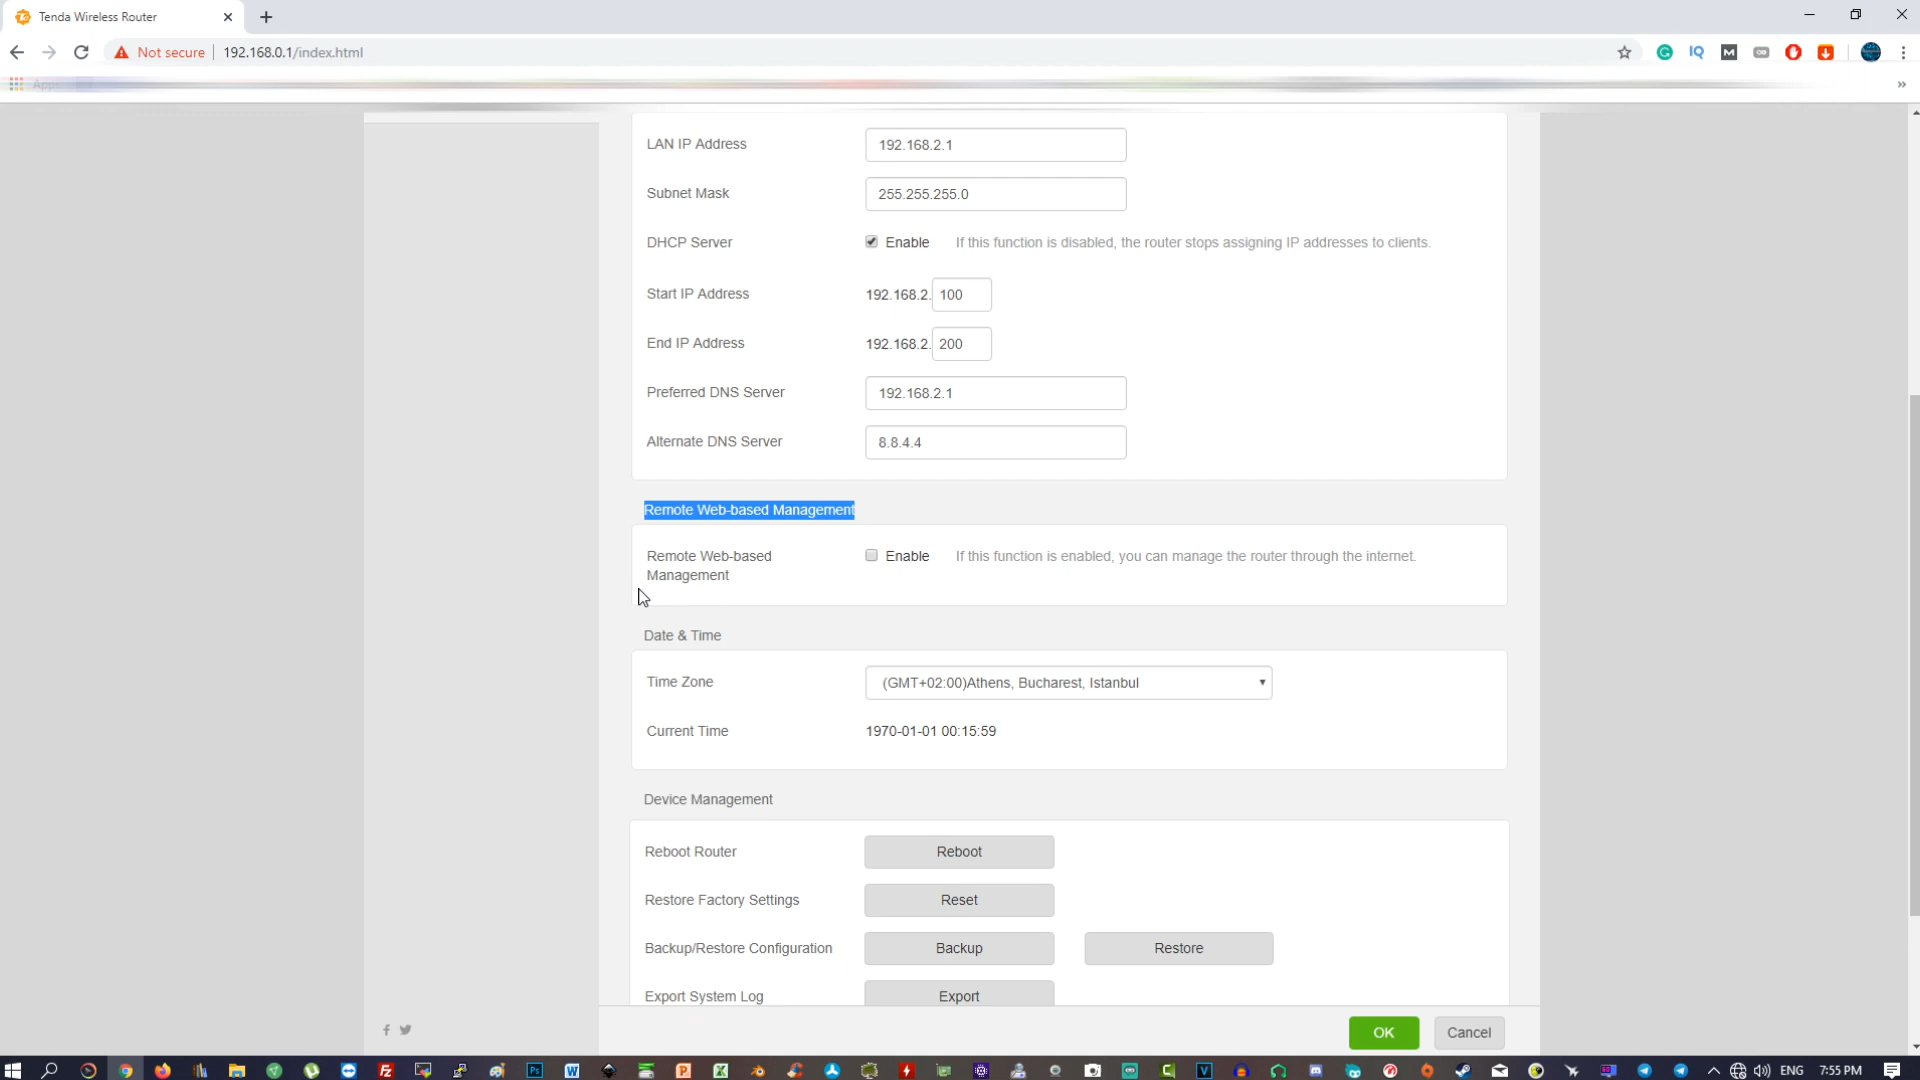 Tenda Wireless Router
Not secure
192.168.0.1/index.html
Apps
LAN IP Address
192.168.2.1
Subnet Mask
255.255.255.0
DHCP Server
Enable
If this function is disabled, the router stops assigning IP addresses to clients.
Start IP Address
192.168.2. 100
End IP Address
192.168.2. 200
Preferred DNS Server
192.168.2.1
Alternate DNS Server
8.8.4.4
Remote Web-based Management
Remote Web-based
Management
Enable
If this function is enabled, you can manage the router through the internet.
Date & Time
Time Zone
(GMT+02:00)Athens, Bucharest, Istanbul
Current Time
1970-01-01 00:15:59
Device Management
Reboot Router
Reboot
Restore Factory Settings
Reset
Backup/Restore Configuration
Backup
Restore
Export System Log
Export
OK
Cancel
ENG
7:55 PM